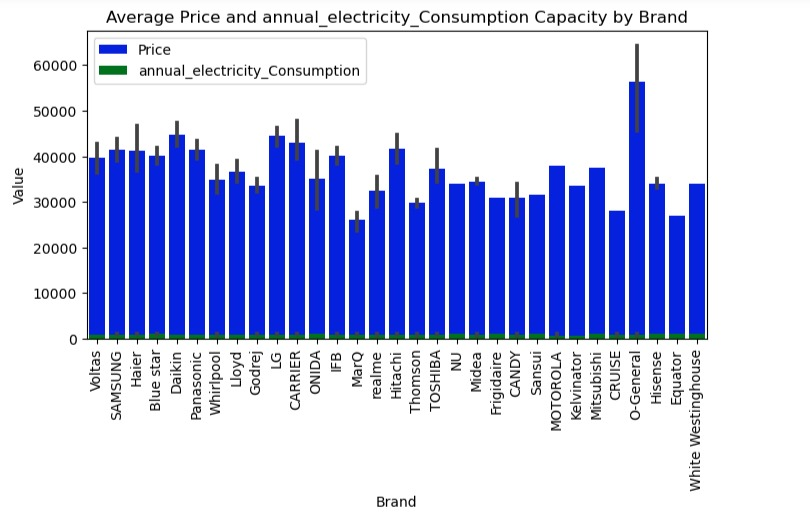 Average Price and annual_electricity_Consumption Capacity by Brand
Price
annual_electricity_Consumption
Value
60000
50000
40000
30000
20000
10000
0
Voltas
SAMSUNG
Haier
Blue star
Daikin
Panasonic
Whirlpool
Lloyd
Godrej
LG
CARRIER
ONIDA
IFB
MarQ
realme
Hitachi
Thomson
TOSHIBA
NU
Midea
Frigidaire
CANDY
Sansui
MOTOROLA
Kelvinator
Mitsubishi
CRUISE
O-General
Hisense
Equator
White Westinghouse
Brand